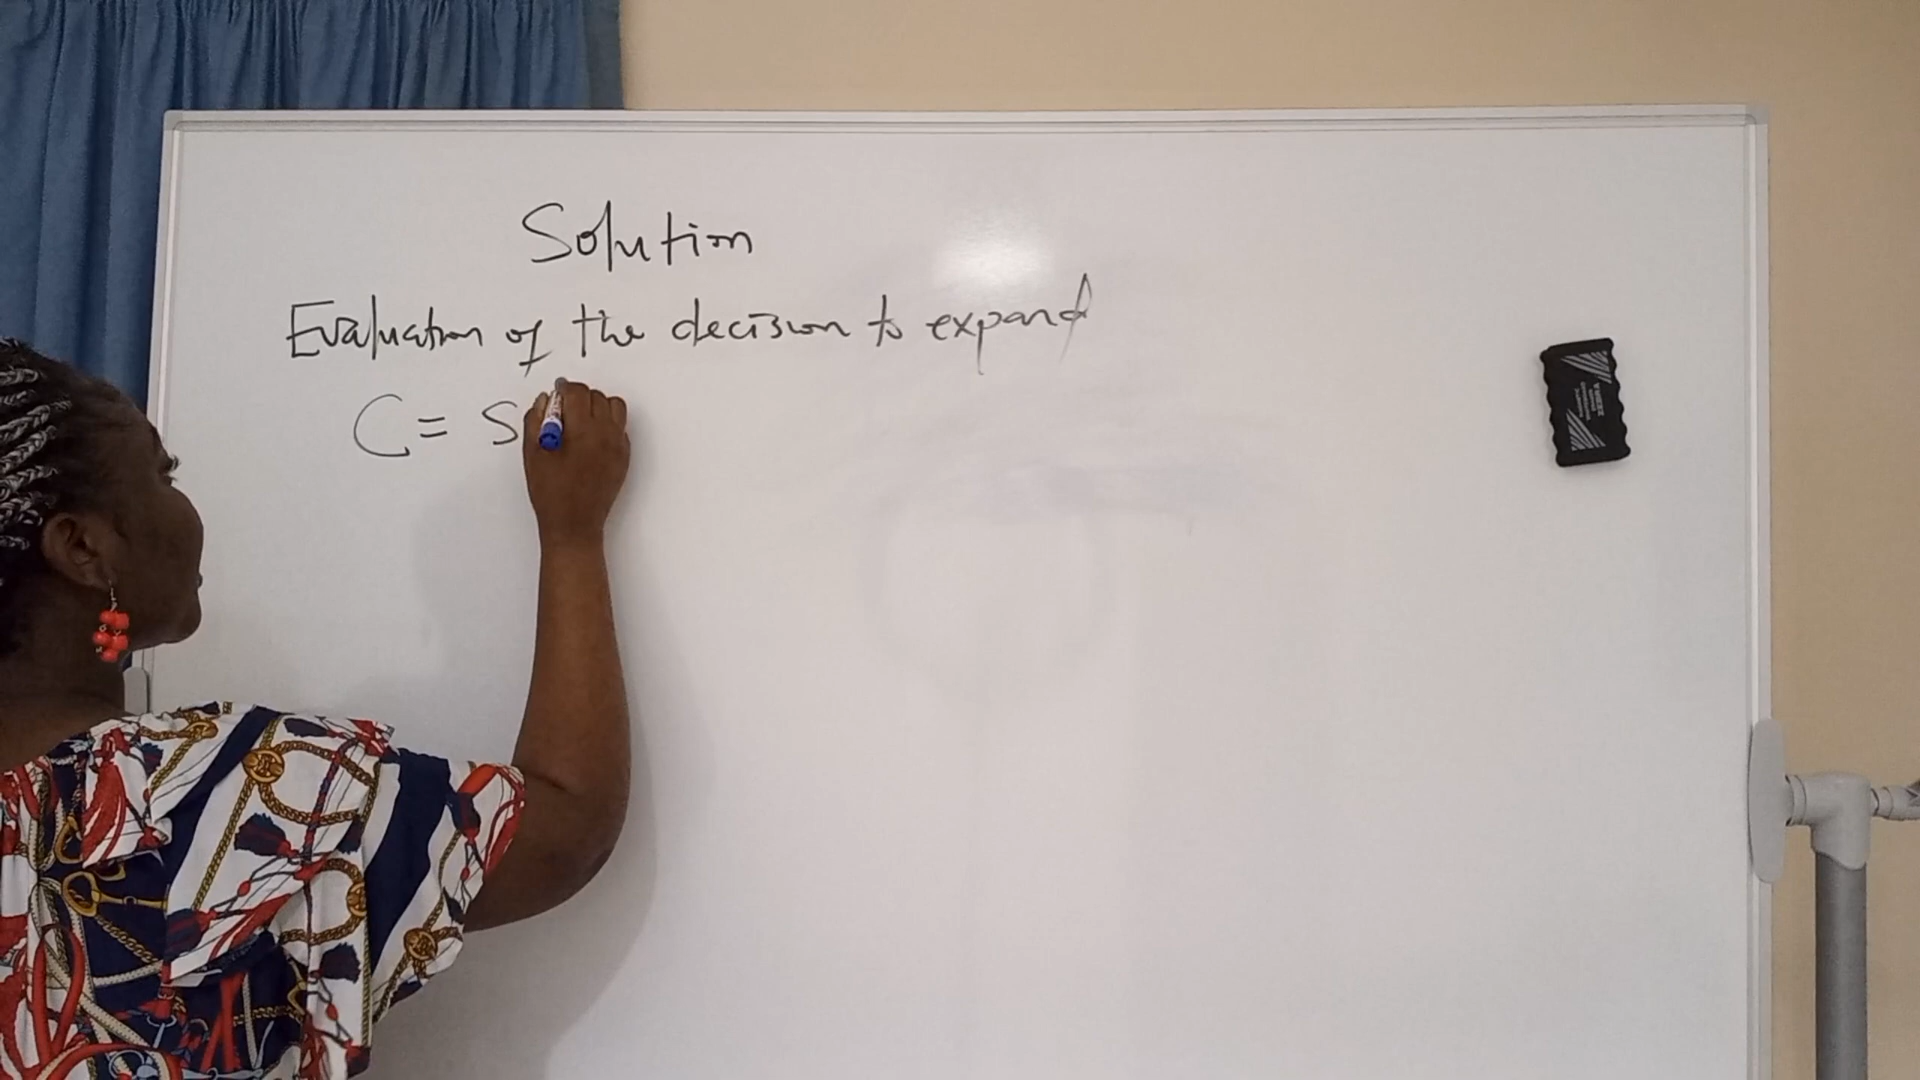 Solution
Evaluation of the decision to expand
C = S